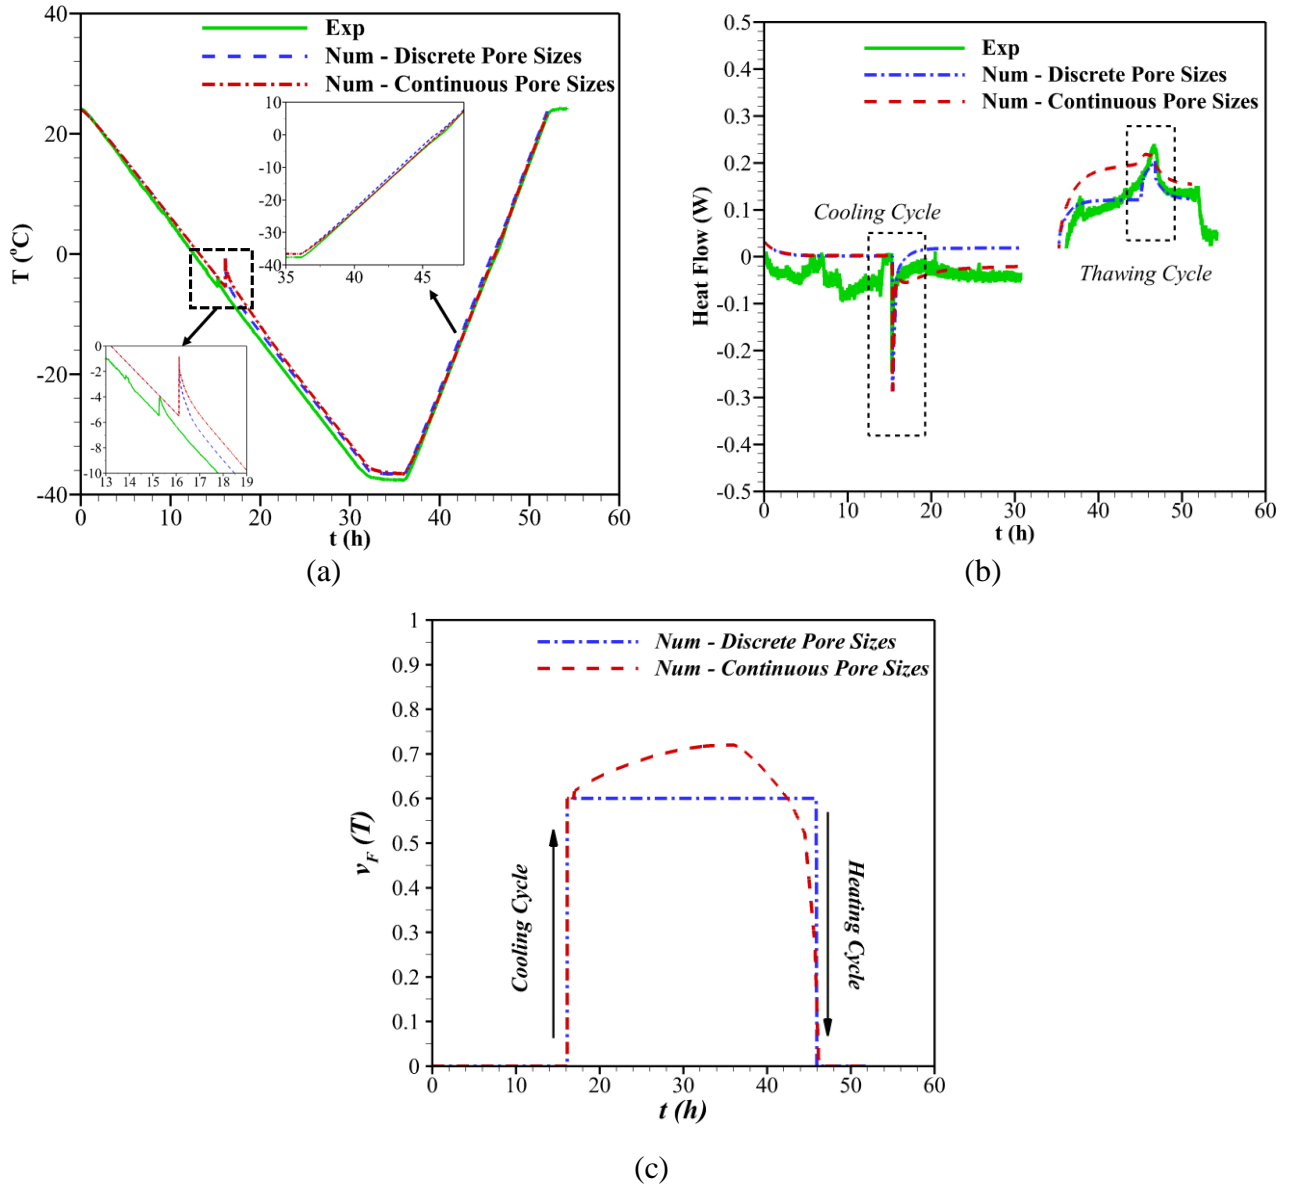 40
20
0
-20
-40
T (°C)
Exp
Num - Discrete Pore Sizes
Num - Continuous Pore Sizes
10
0
-10
-20
-30
-40
35
40
45
0
-2
-4
-6
-8
-10
13 14 15 16 17 18 19
0 10 20 30 40 50 60
t (h)
(a)
0.5
0.4
0.3
0.2
0.1
0
-0.1
-0.2
-0.3
-0.4
-0.5
Heat Flow (W)
Exp
Num - Discrete Pore Sizes
Num - Continuous Pore Sizes
Cooling Cycle
Thawing Cycle
0 10 20 30 40 50 60
t (h)
(b)
1
0.9
0.8
0.7
0.6
0.5
0.4
0.3
0.2
0.1
0
v_F (T)
Num - Discrete Pore Sizes
Num - Continuous Pore Sizes
Cooling Cycle
Heating Cycle
0 10 20 30 40 50 60
t (h)
(c)